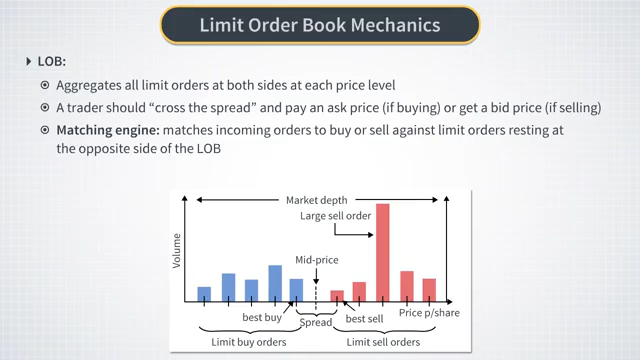 Limit Order Book Mechanics
LOB:
Aggregates all limit orders at both sides at each price level
A trader should “cross the spread” and pay an ask price (if buying) or get a bid price (if selling)
Matching engine: matches incoming orders to buy or sell against limit orders resting at
the opposite side of the LOB
Market depth
Large sell order
Volume
Mid-price
best buy
Spread
best sell
Price p/share
Limit buy orders
Limit sell orders